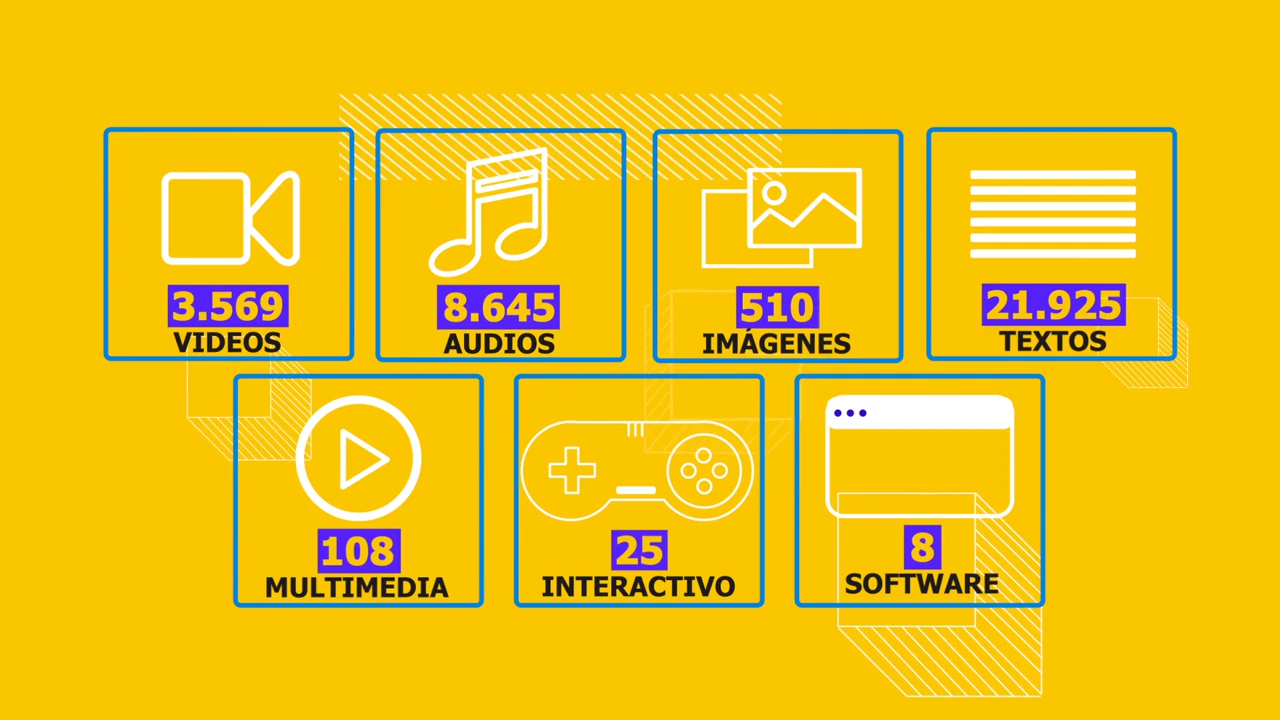 3.569
VIDEOS
8.645
AUDIOS
510
IMÁGENES
21.925
TEXTOS
108
MULTIMEDIA
25
INTERACTIVO
8
SOFTWARE